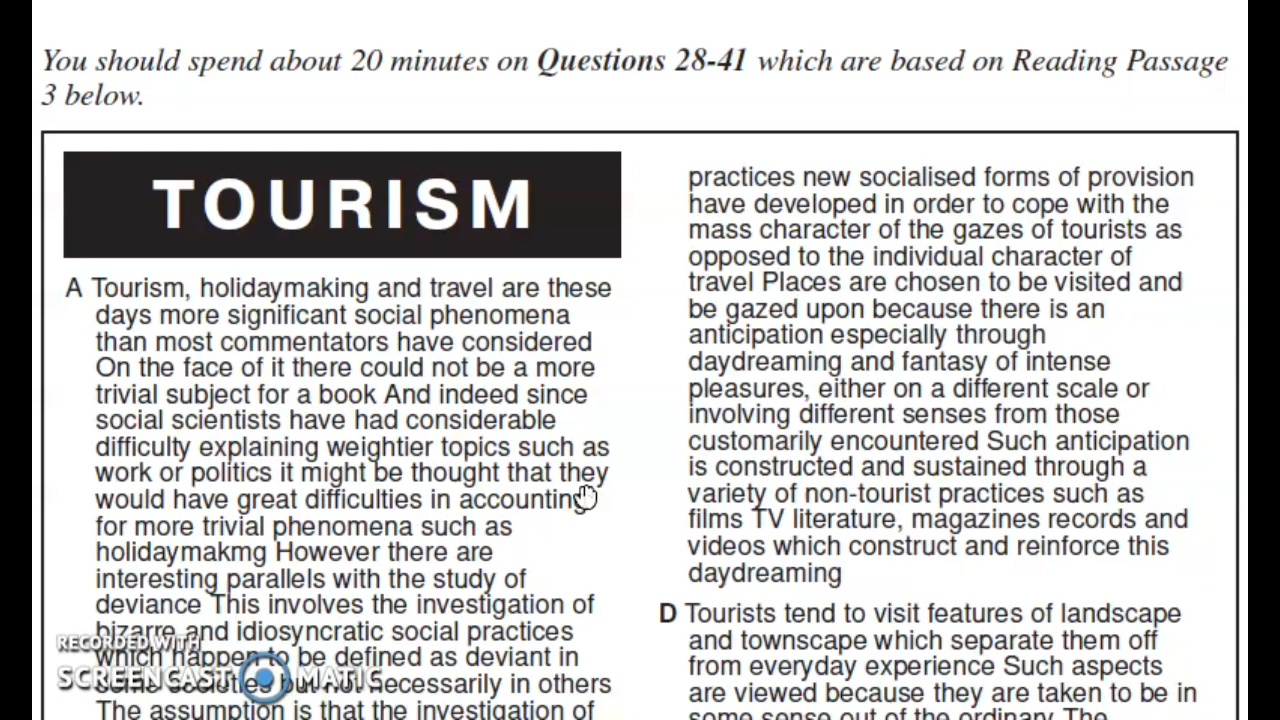 You should spend about 20 minutes on Questions 28-41 which are based on Reading Passage
3 below.
TOURISM
A Tourism, holidaymaking and travel are these
days more significant social phenomena
than most commentators have considered
On the face of it there could not be a more
trivial subject for a book And indeed since
social scientists have had considerable
difficulty explaining weightier topics such as
work or politics it might be thought that they
would have great difficulties in accounting
for more trivial phenomena such as
holidaymakmg However there are
interesting parallels with the study of
deviance This involves the investigation of
bizarre and idiosyncratic social practices
which happen to be defined as deviant in
some societies but not necessarily in others
The assumption is that the investigation of
practices new socialised forms of provision
have developed in order to cope with the
mass character of the gazes of tourists as
opposed to the individual character of
travel Places are chosen to be visited and
be gazed upon because there is an
anticipation especially through
daydreaming and fantasy of intense
pleasures, either on a different scale or
involving different senses from those
customarily encountered Such anticipation
is constructed and sustained through a
variety of non-tourist practices such as
films TV literature, magazines records and
videos which construct and reinforce this
daydreaming
D Tourists tend to visit features of landscape
and townscape which separate them off
from everyday experience Such aspects
are viewed because they are taken to be in
some sense out of the ordinary The
RECORDED WITH
SCREENCAST MATIC